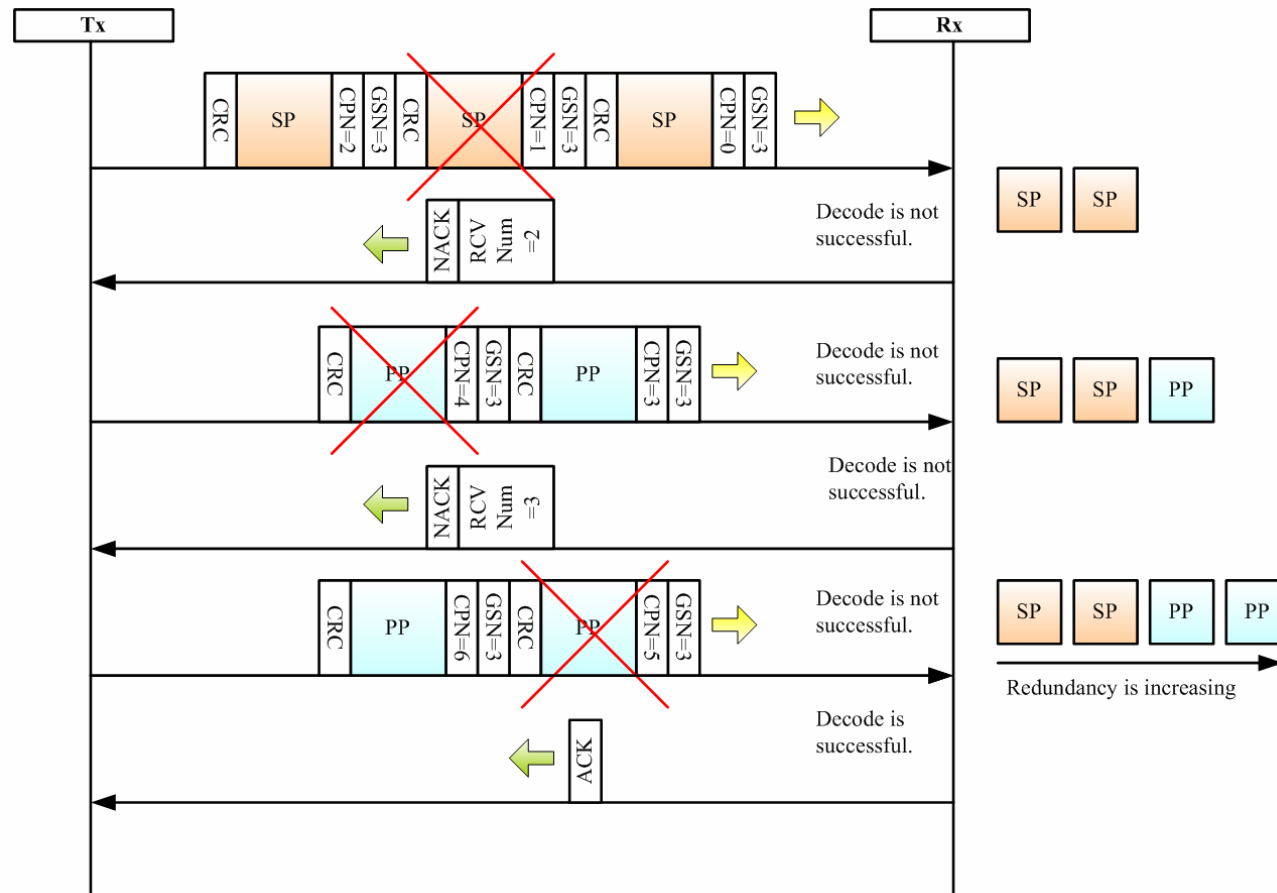 Tx
Rx
CRC
SP
CPN=2
GSN=3
CRC
SP
CPN=1
GSN=3
CRC
SP
CPN=0
GSN=3
SP
SP
Decode is not
successful.
NACK
RCV
Num
=2
CRC
PP
CPN=4
GSN=3
CRC
PP
CPN=3
GSN=3
Decode is not
successful.
SP
SP
PP
Decode is not
successful.
NACK
RCV
Num
=3
CRC
PP
CPN=6
GSN=3
CRC
PP
CPN=5
GSN=3
Decode is not
successful.
SP
SP
PP
PP
Redundancy is increasing
Decode is
successful.
ACK